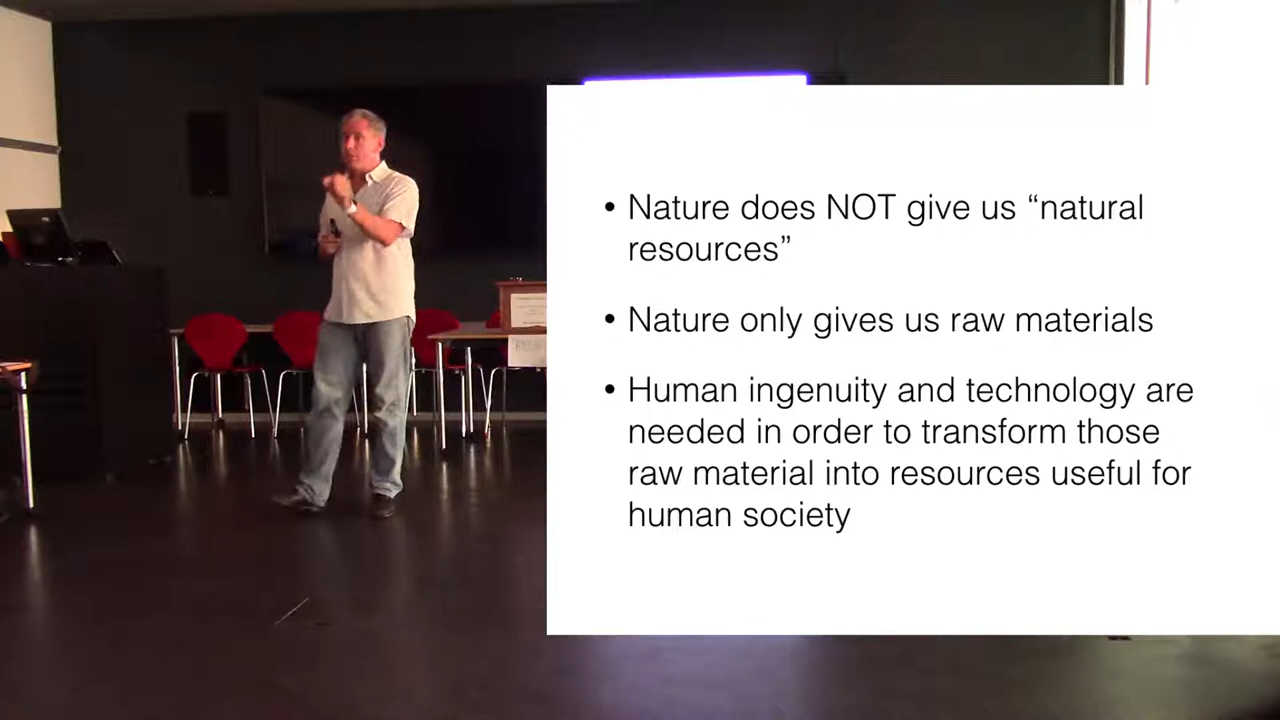 • Nature does NOT give us “natural
resources”
• Nature only gives us raw materials
• Human ingenuity and technology are
needed in order to transform those
raw material into resources useful for
human society